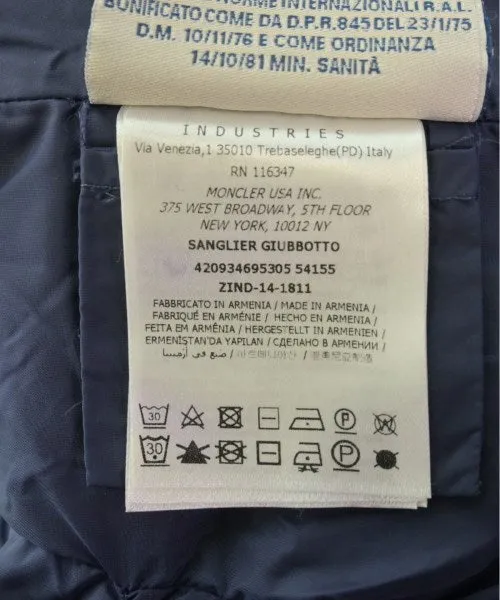 BONIFICATO COME DA D.P.R. 845 DEL 23/1/75
D.M. 10/11/76 E COME ORDINANZA
14/10/81 MIN. SANITÀ
INDUSTRIES
Via Venezia,1 35010 Trebaseleghe(PD) Italy
RN 116347
MONCLER USA INC.
375 WEST BROADWAY, 5TH FLOOR
NEW YORK, 10012 NY
SANGLIER GIUBBOTTO
420934695305 54155
ZIND-14-1811
FABBRICATO IN ARMENIA / MADE IN ARMENIA /
FABRIQUÉ EN ARMÉNIE / HECHO EN ARMENIA /
FEITA EM ARMÊNIA / HERGESTELLT IN ARMENIEN /
ERMENISTAN'DA YAPILAN / СДЕЛАНО В АРМЕНИИ /
صنع في أرمينيا /
30 P W
30 P